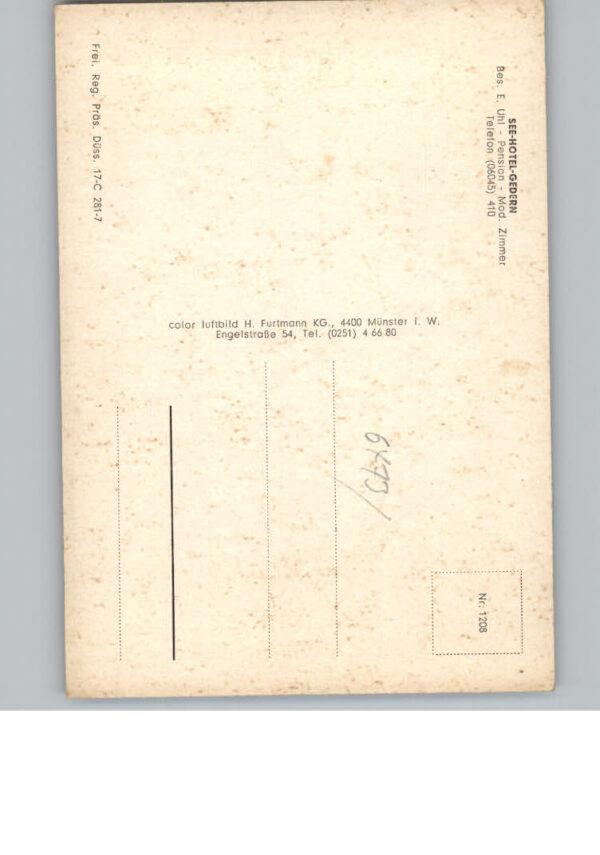 SEE-HOTEL-GEDERN
Bes. E. Uhl - Pension - Mod. Zimmer
Telefon (06045) 410
Frei. Reg. Präs. Düss. 17-C 281-7
color luftbild H. Furtmann KG., 4400 Münster i. W.
Engelstraße 54, Tel. (0251) 4 66 80
Nr. 1208